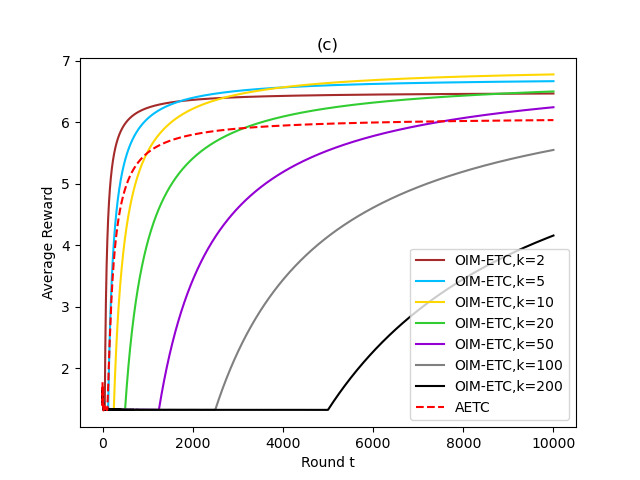 (c)
Average Reward
7
6
5
4
3
2
OIM-ETC,k=2
OIM-ETC,k=5
OIM-ETC,k=10
OIM-ETC,k=20
OIM-ETC,k=50
OIM-ETC,k=100
OIM-ETC,k=200
AETC
0 2000 4000 6000 8000 10000
Round t